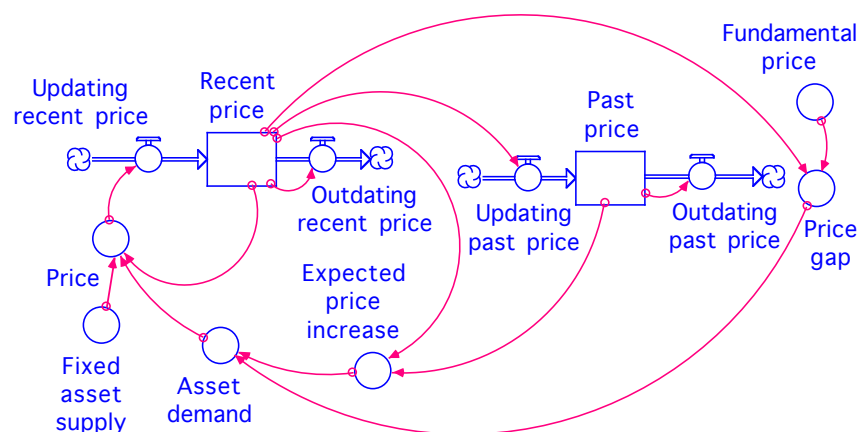 Fundamental
price
Updating
recent price
Recent
price
Past
price
Outdating
recent price
Updating
past price
Outdating
past price
Price
gap
Price
Expected
price
increase
Fixed
asset
supply
Asset
demand